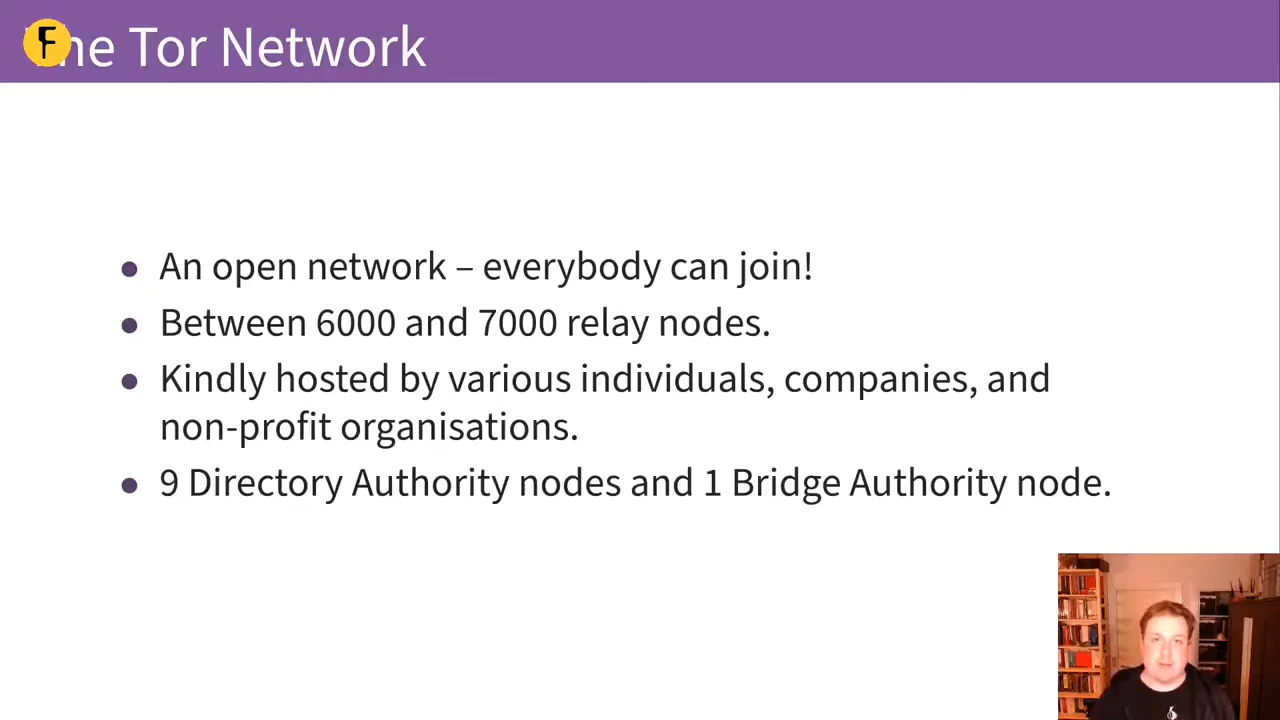 The Tor Network
F
• An open network – everybody can join!
• Between 6000 and 7000 relay nodes.
• Kindly hosted by various individuals, companies, and
non-profit organisations.
• 9 Directory Authority nodes and 1 Bridge Authority node.